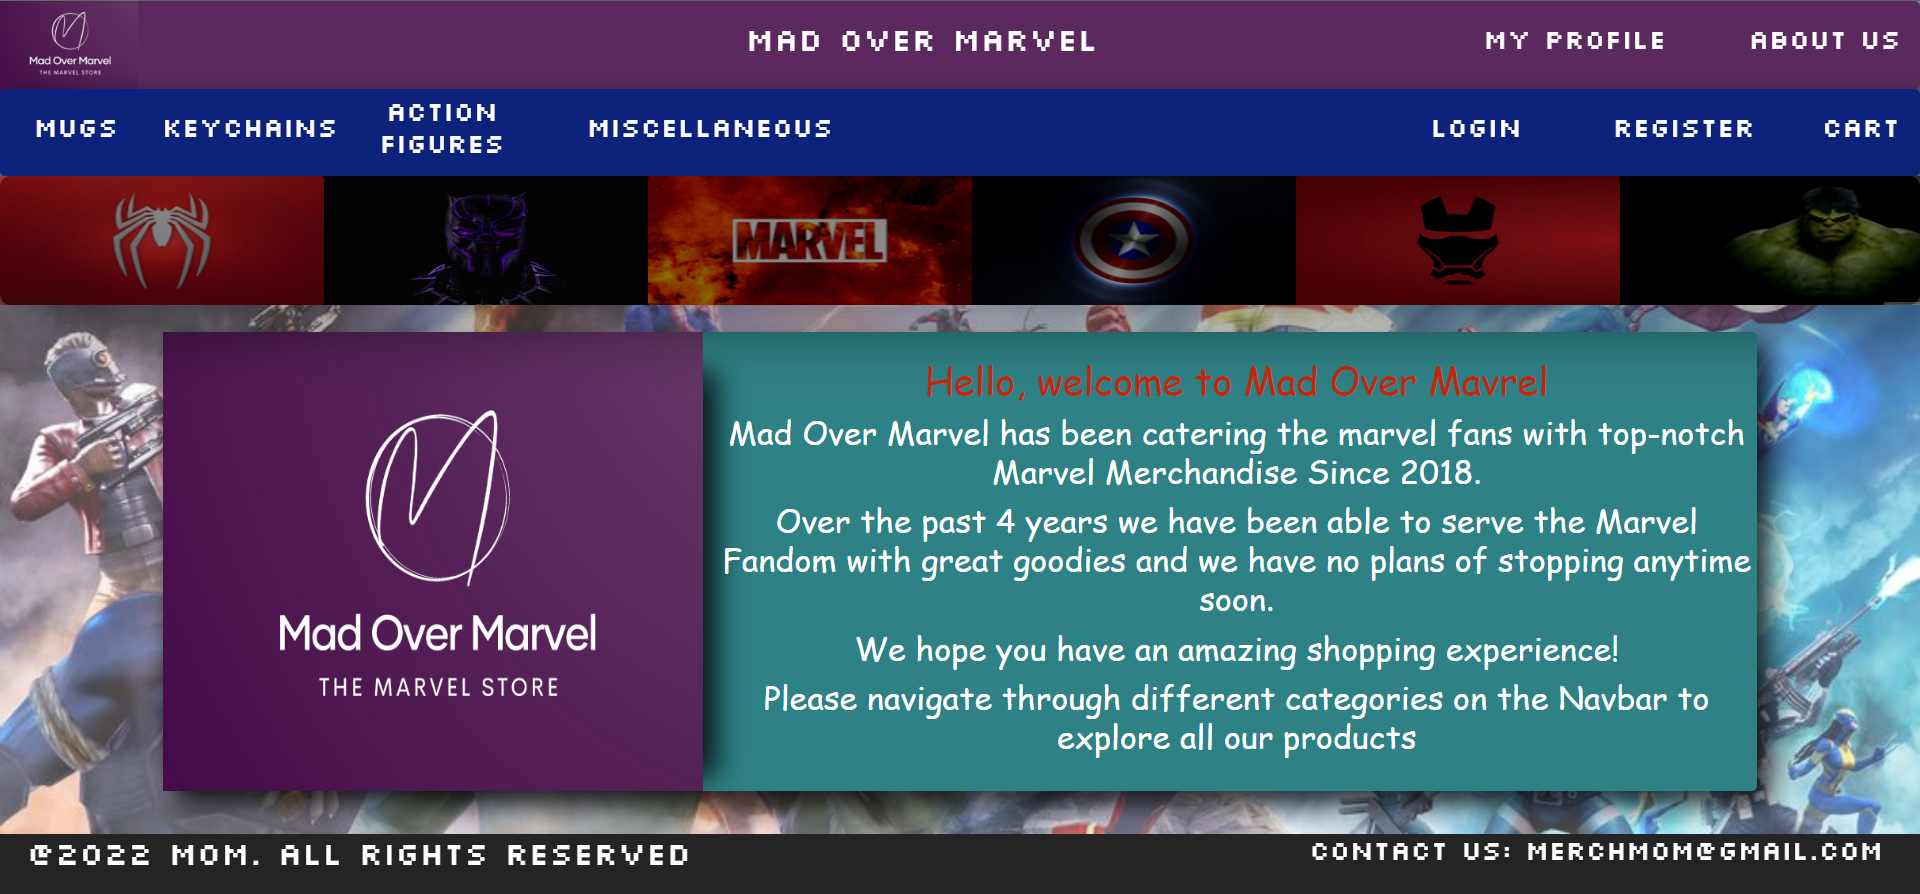 Mad Over Marvel
THE MARVEL STORE
MAD OVER MARVEL
MY PROFILE
ABOUT US
MUGS
KEYCHAINS
ACTION
FIGURES
MISCELLANEOUS
LOGIN
REGISTER
CART
MARVEL
Mad Over Marvel
THE MARVEL STORE
Hello, welcome to Mad Over Mavrel
Mad Over Marvel has been catering the marvel fans with top-notch
Marvel Merchandise Since 2018.
Over the past 4 years we have been able to serve the Marvel
Fandom with great goodies and we have no plans of stopping anytime
soon.
We hope you have an amazing shopping experience!
Please navigate through different categories on the Navbar to
explore all our products
©2022 MOM. ALL RIGHTS RESERVED
CONTACT US: MERCHMOM@GMAIL.COM